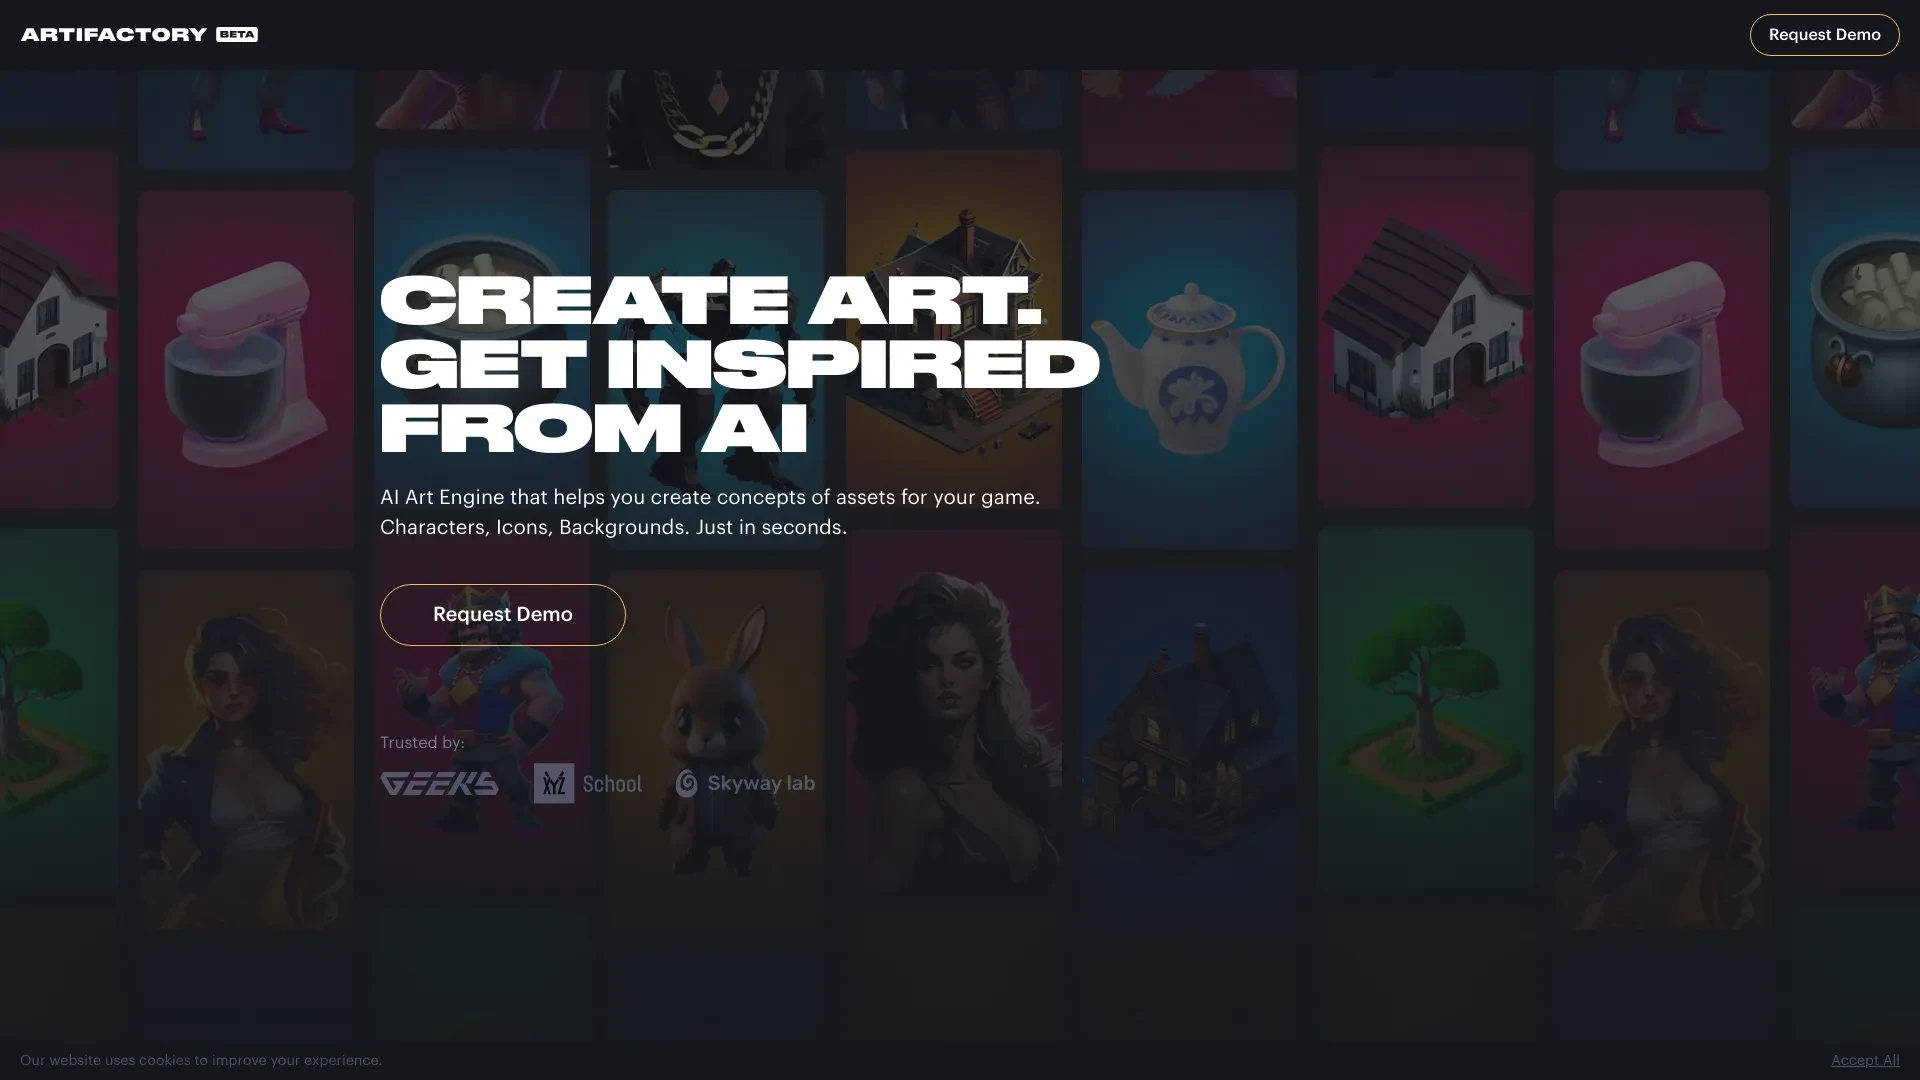 ARTIFACTORY BETA
Request Demo
CREATE ART.
GET INSPIRED
FROM AI
AI Art Engine that helps you create concepts of assets for your game.
Characters, Icons, Backgrounds. Just in seconds.
Request Demo
Trusted by:
GEEKS
XYZ School
Skyway lab
Our website uses cookies to improve your experience.
Accept All